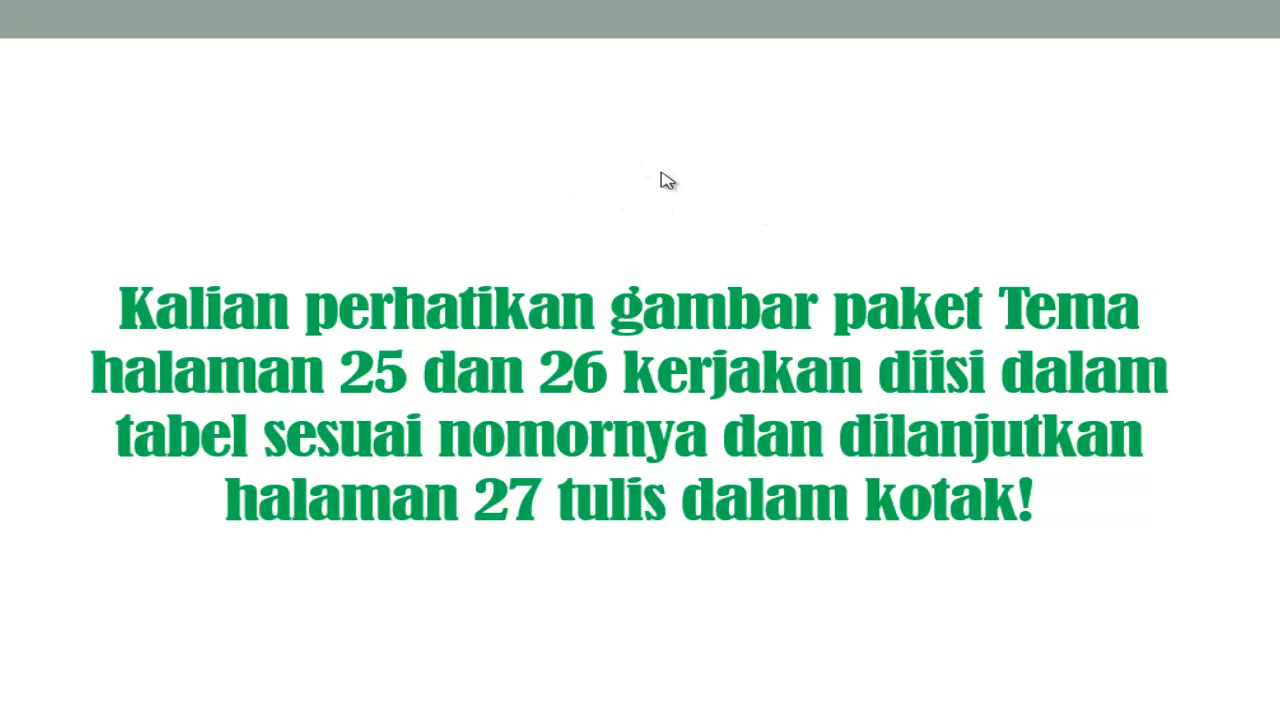 Kalian perhatikan gambar paket Tema
halaman 25 dan 26 kerjakan diisi dalam
tabel sesuai nomornya dan dilanjutkan
halaman 27 tulis dalam kotak!